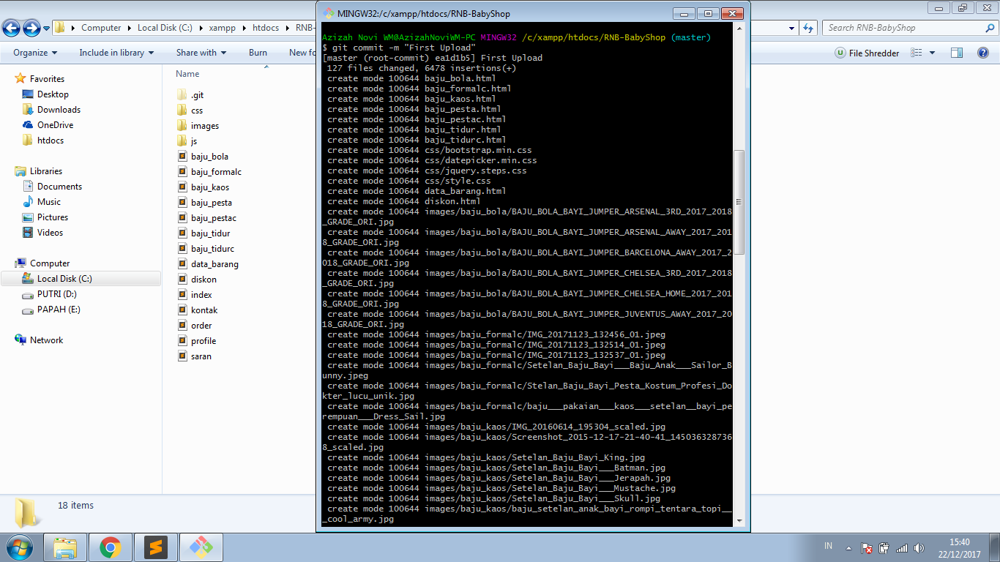 MINGW32:/c/xampp/htdocs/RNB-BabyShop
Computer
Local Disk (C:)
xampp
htdocs
RNB-
Search RNB-BabyShop
Organize
Include in library
Share with
Burn
New fo
File Shredder
Favorites
Desktop
Downloads
OneDrive
htdocs
Libraries
Documents
Music
Pictures
Videos
Computer
Local Disk (C:)
PUTRI (D:)
PAPAH (E:)
Network
Name
.git
css
images
js
baju_bola
baju_formalc
baju_kaos
baju_pesta
baju_pestac
baju_tidur
baju_tidurc
data_barang
diskon
index
kontak
order
profile
saran
Azizah Novi WM@AzizahNoviWM-PC MINGW32 /c/xampp/htdocs/RNB-BabyShop (master)
$ git commit -m "First Upload"
[master (root-commit) ea1d1b5] First Upload
127 files changed, 6478 insertions(+)
create mode 100644 baju_bola.html
create mode 100644 baju_formalc.html
create mode 100644 baju_kaos.html
create mode 100644 baju_pesta.html
create mode 100644 baju_pestac.html
create mode 100644 baju_tidur.html
create mode 100644 baju_tidurc.html
create mode 100644 css/bootstrap.min.css
create mode 100644 css/datepicker.min.css
create mode 100644 css/jquery.steps.css
create mode 100644 css/style.css
create mode 100644 data_barang.html
create mode 100644 diskon.html
create mode 100644 images/baju_bola/BAJU_BOLA_BAYI_JUMPER_ARSENAL_3RD_2017_2018
_GRADE_ORI.jpg
create mode 100644 images/baju_bola/BAJU_BOLA_BAYI_JUMPER_ARSENAL_AWAY_2017_201
8_GRADE_ORI.jpg
create mode 100644 images/baju_bola/BAJU_BOLA_BAYI_JUMPER_BARCELONA_AWAY_2017_2
018_GRADE_ORI.jpg
create mode 100644 images/baju_bola/BAJU_BOLA_BAYI_JUMPER_CHELSEA_3RD_2017_2018
_GRADE_ORI.jpg
create mode 100644 images/baju_bola/BAJU_BOLA_BAYI_JUMPER_CHELSEA_HOME_2017_201
8_GRADE_ORI.jpg
create mode 100644 images/baju_bola/BAJU_BOLA_BAYI_JUMPER_JUVENTUS_AWAY_2017_20
18_GRADE_ORI.jpg
create mode 100644 images/baju_formalc/IMG_20171123_132456_01.jpeg
create mode 100644 images/baju_formalc/IMG_20171123_132514_01.jpeg
create mode 100644 images/baju_formalc/IMG_20171123_132537_01.jpeg
create mode 100644 images/baju_formalc/Setelan_Baju_Bayi___Baju_Anak___Sailor_B
unny.jpeg
create mode 100644 images/baju_formalc/Stelan_Baju_Bayi_Pesta_Kostum_Profesi_Do
kter_lucu_unik.jpg
create mode 100644 images/baju_formalc/baju___pakaian___kaos___setelan__bayi_pe
rempuan___Dress_Sail.jpg
create mode 100644 images/baju_kaos/IMG_20160614_195304_scaled.jpg
create mode 100644 images/baju_kaos/Screenshot_2015-12-17-21-40-41_145036328736
8_scaled.jpg
create mode 100644 images/baju_kaos/Setelan_Baju_Bayi_King.jpg
create mode 100644 images/baju_kaos/Setelan_Baju_Bayi___Batman.jpg
create mode 100644 images/baju_kaos/Setelan_Baju_Bayi___Jerapah.jpg
create mode 100644 images/baju_kaos/Setelan_Baju_Bayi___Mustache.jpg
create mode 100644 images/baju_kaos/Setelan_Baju_Bayi___Skull.jpg
create mode 100644 images/baju_kaos/baju_setelan_anak_bayi_rompi_tentara_topi__
_cool_army.jpg
18 items
IN
15:40
22/12/2017